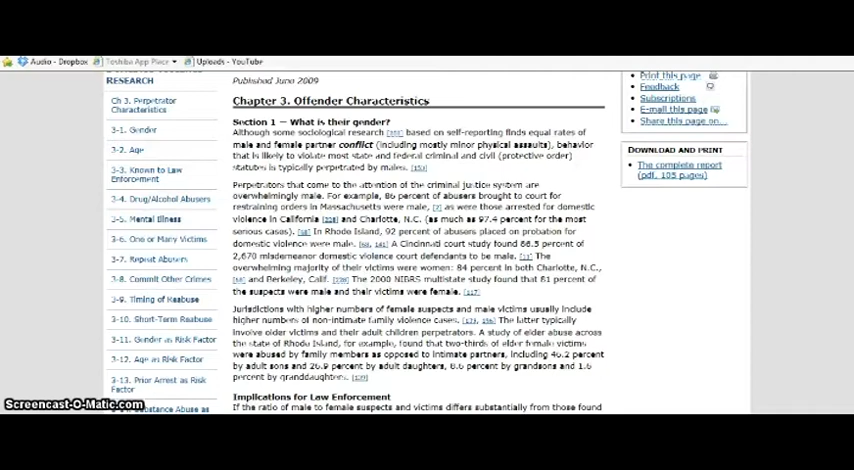 Audio - Dropbox Toshiba App Place Uploads - YouTube
RESEARCH
Ch 3. Perpetrator
Characteristics
3-1. Gender
3-2. Age
3-3. Known to Law
Enforcement
3-4. Drug/Alcohol Abusers
3-5. Mental Illness
3-6. One or Many Victims
3-7. Repeat Abusers
3-8. Commit Other Crimes
3-9. Timing of Reabuse
3-10. Short-Term Reabuse
3-11. Gender as Risk Factor
3-12. Age as Risk Factor
3-13. Prior Arrest as Risk
Factor
Substance Abuse as
Published June 2009
Chapter 3. Offender Characteristics
Section 1 — What is their gender?
Although some sociological research based on self-reporting finds equal rates of
male and female partner conflict (including mostly minor physical assaults), behavior
that is likely to violate most state and federal criminal and civil (protective order)
statutes is typically perpetrated by males.
Perpetrators that come to the attention of the criminal justice system are
overwhelmingly male. For example, 86 percent of abusers brought to court for
restraining orders in Massachusetts were male, as were those arrested for domestic
violence in California and Charlotte, N.C. (as much as 97.4 percent for the most
serious cases). In Rhode Island, 92 percent of abusers placed on probation for
domestic violence were male. A Cincinnati court study found 86.5 percent of
2,670 misdemeanor domestic violence court defendants to be male. The
overwhelming majority of their victims were women: 84 percent in both Charlotte, N.C.,
and Berkeley, Calif. The 2000 NIBRS multistate study found that 81 percent of
the suspects were male and their victims were female.
Jurisdictions with higher numbers of female suspects and male victims usually include
higher numbers of non-intimate family violence cases. The latter typically
involve older victims and their adult children perpetrators. A study of elder abuse across
the state of Rhode Island, for example, found that two-thirds of elder female victims
were abused by family members as opposed to intimate partners, including 46.2 percent
by adult sons and 26.9 percent by adult daughters, 8.6 percent by grandsons and 1.6
percent by granddaughters.
Implications for Law Enforcement
If the ratio of male to female suspects and victims differs substantially from those found
Print this page
Feedback
Subscriptions
E-mail this page
Share this page on...
DOWNLOAD AND PRINT
The complete report
(pdf, 105 pages)
Screencast-O-Matic.com